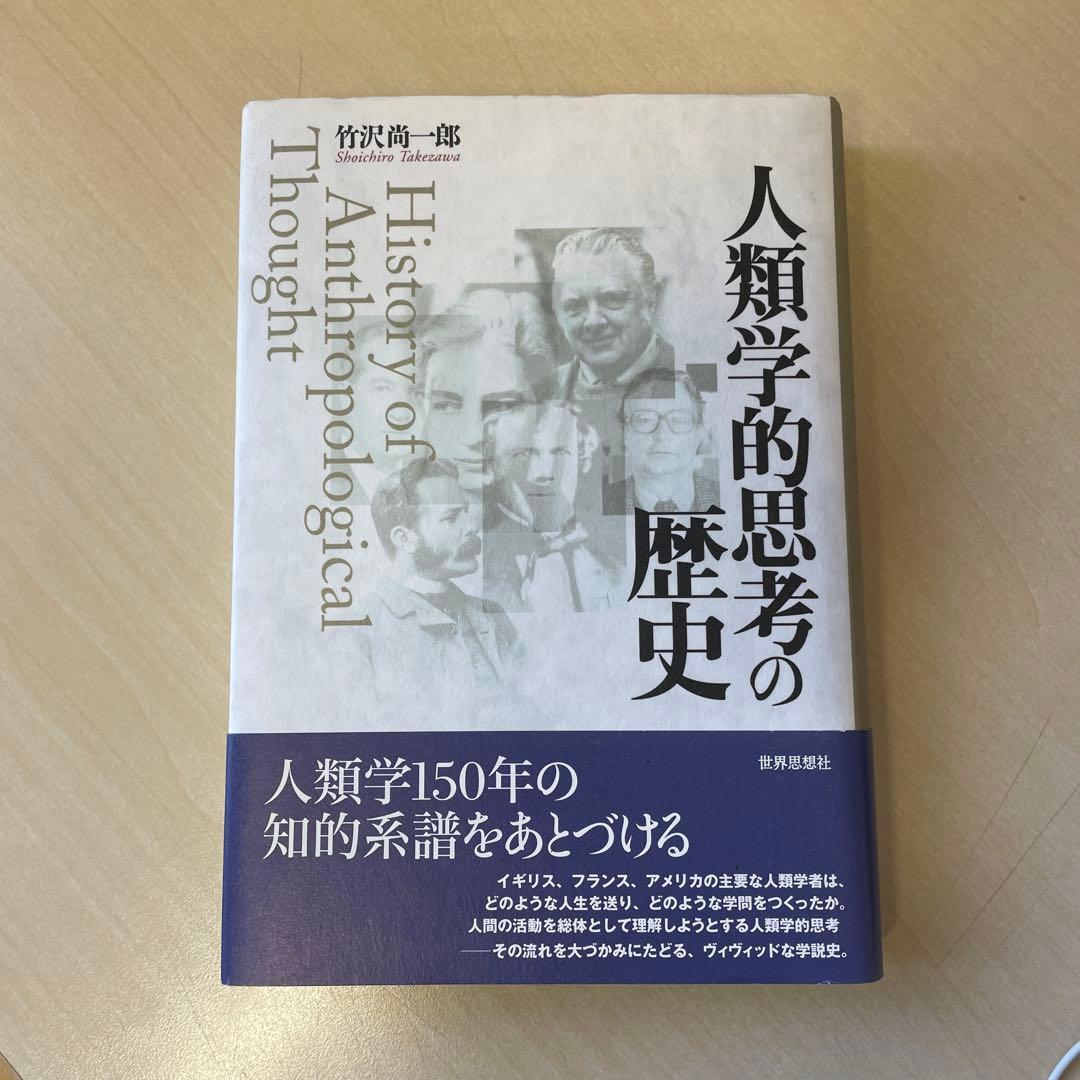 竹沢尚一郎
Shoichiro Takezawa
History of
Anthropological
Thought
人類学的思考の
歴史
世界思想社
人類学150年の
知的系譜をあとづける
イギリス、フランス、アメリカの主要な人類学者は、
どのような人生を送り、どのような学問をつくったか。
人間の活動を総体として理解しようとする人類学的思考
――その流れを大づかみにたどる、ヴィヴィッドな学説史。